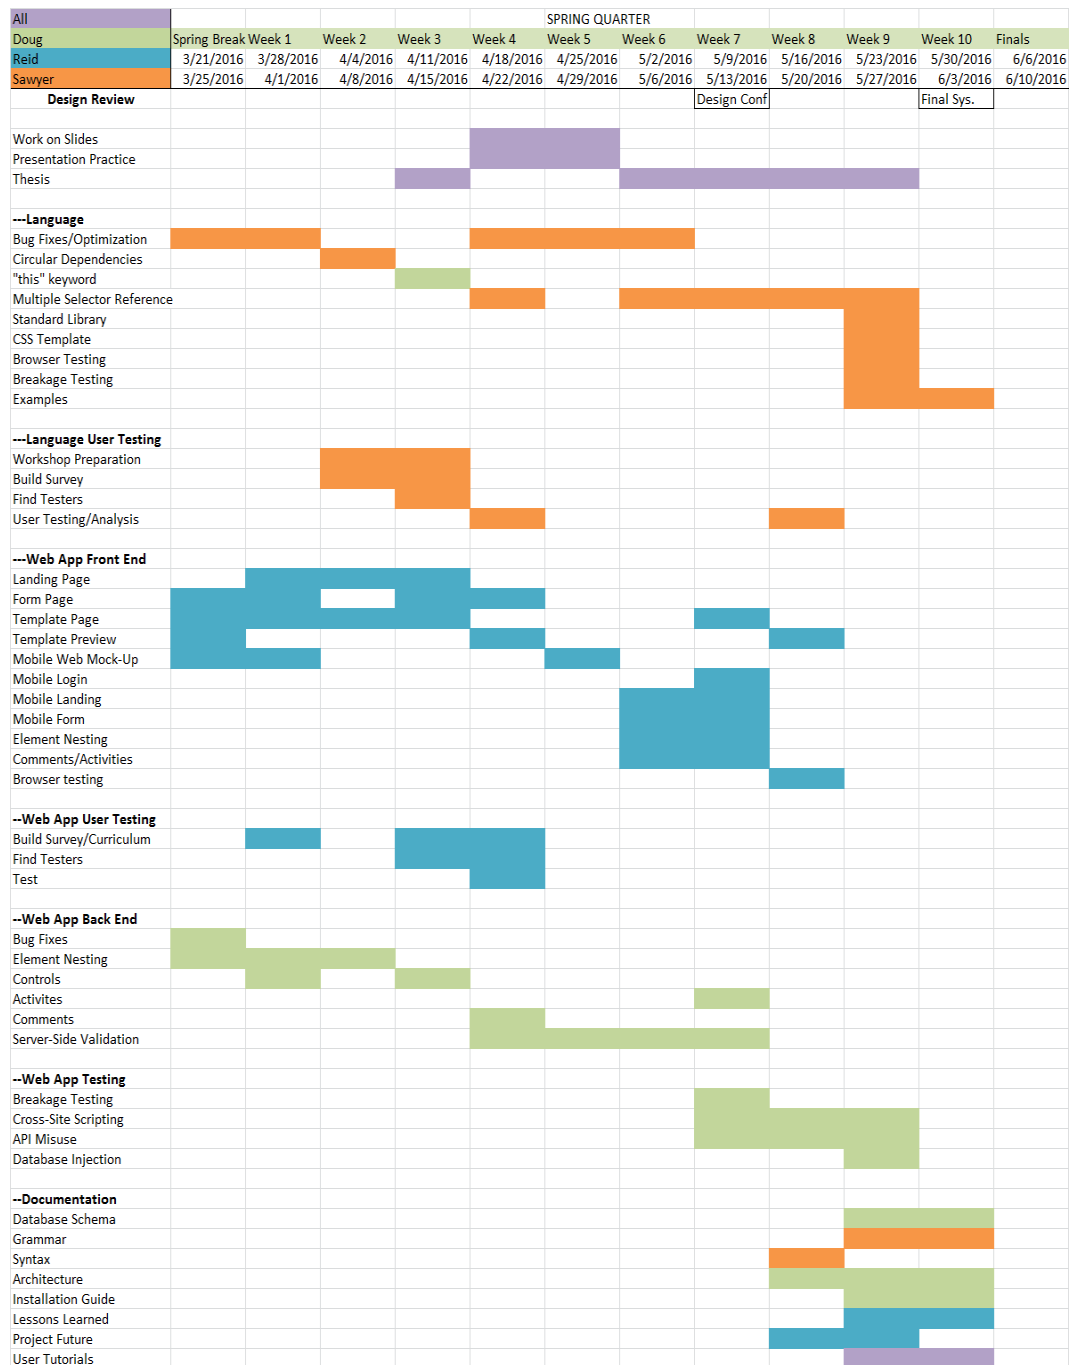 All SPRING QUARTER
Doug Spring Break Week 1 Week 2 Week 3 Week 4 Week 5 Week 6 Week 7 Week 8 Week 9 Week 10 Finals
Reid 3/21/2016 3/28/2016 4/4/2016 4/11/2016 4/18/2016 4/25/2016 5/2/2016 5/9/2016 5/16/2016 5/23/2016 5/30/2016 6/6/2016
Sawyer 3/25/2016 4/1/2016 4/8/2016 4/15/2016 4/22/2016 4/29/2016 5/6/2016 5/13/2016 5/20/2016 5/27/2016 6/3/2016 6/10/2016
Design Review Design Conf Final Sys.
Work on Slides
Presentation Practice
Thesis
---Language
Bug Fixes/Optimization
Circular Dependencies
"this" keyword
Multiple Selector Reference
Standard Library
CSS Template
Browser Testing
Breakage Testing
Examples
---Language User Testing
Workshop Preparation
Build Survey
Find Testers
User Testing/Analysis
---Web App Front End
Landing Page
Form Page
Template Page
Template Preview
Mobile Web Mock-Up
Mobile Login
Mobile Landing
Mobile Form
Element Nesting
Comments/Activities
Browser testing
--Web App User Testing
Build Survey/Curriculum
Find Testers
Test
--Web App Back End
Bug Fixes
Element Nesting
Controls
Activites
Comments
Server-Side Validation
--Web App Testing
Breakage Testing
Cross-Site Scripting
API Misuse
Database Injection
--Documentation
Database Schema
Grammar
Syntax
Architecture
Installation Guide
Lessons Learned
Project Future
User Tutorials